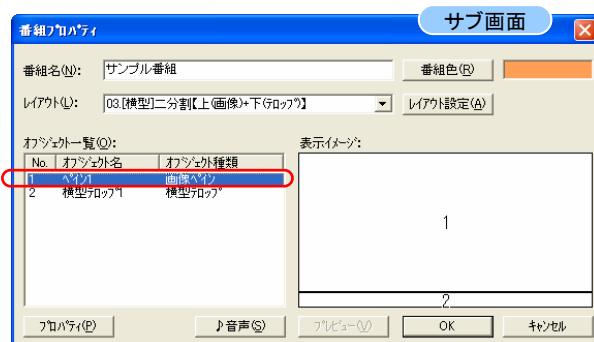 サブ画面
番組ﾌﾟﾛﾊﾟﾃｨ
番組名(N): サンプル番組 番組色(R)
ﾚｲｱｳﾄ(L): 03.[横型]二分割【上(画像)+下(ﾃﾛｯﾌﾟ)】 ﾚｲｱｳﾄ設定(A)
ｵﾌﾞｼﾞｪｸﾄ一覧(O): 表示ｲﾒｰｼﾞ:
No. ｵﾌﾞｼﾞｪｸﾄ名 ｵﾌﾞｼﾞｪｸﾄ種類
1 ﾍﾟｲﾝ1 画像ﾍﾟｲﾝ
2 横型ﾃﾛｯﾌﾟ1 横型ﾃﾛｯﾌﾟ
1
2
ﾌﾟﾛﾊﾟﾃｨ(P) ♪音声(S) ﾌﾟﾚﾋﾞｭｰ(V) OK ｷｬﾝｾﾙ